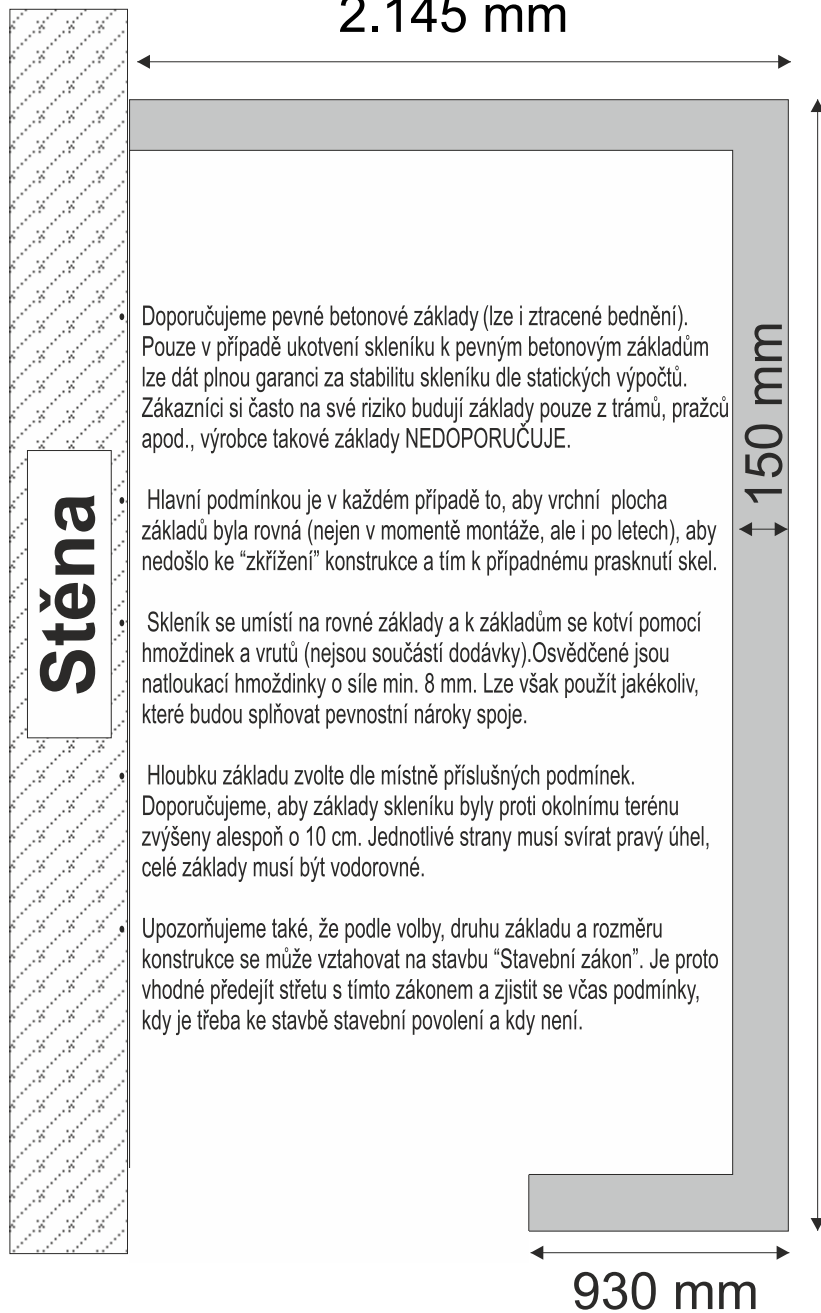 2.145 mm
• Doporučujeme pevné betonové základy (lze i ztracené bednění).
Pouze v případě ukotvení skleníku k pevným betonovým základům
lze dát plnou garanci za stabilitu skleníku dle statických výpočtů.
Zákazníci si často na své riziko budují základy pouze z trámů, pražců
apod., výrobce takové základy NEDOPORUČUJE.
• Hlavní podmínkou je v každém případě to, aby vrchní plocha
základů byla rovná (nejen v momentě montáže, ale i po letech), aby
nedošlo ke “zkřížení” konstrukce a tím k případnému prasknutí skel.
• Skleník se umístí na rovné základy a k základům se kotví pomocí
hmoždinek a vrutů (nejsou součástí dodávky).Osvědčené jsou
natloukací hmoždinky o síle min. 8 mm. Lze však použít jakékoliv,
které budou splňovat pevnostní nároky spoje.
• Hloubku základu zvolte dle místně příslušných podmínek.
Doporučujeme, aby základy skleníku byly proti okolnímu terénu
zvýšeny alespoň o 10 cm. Jednotlivé strany musí svírat pravý úhel,
celé základy musí být vodorovné.
• Upozorňujeme také, že podle volby, druhu základu a rozměru
konstrukce se může vztahovat na stavbu “Stavební zákon”. Je proto
vhodné předejít střetu s tímto zákonem a zjistit se včas podmínky,
kdy je třeba ke stavbě stavební povolení a kdy není.
Stěna
150 mm
930 mm